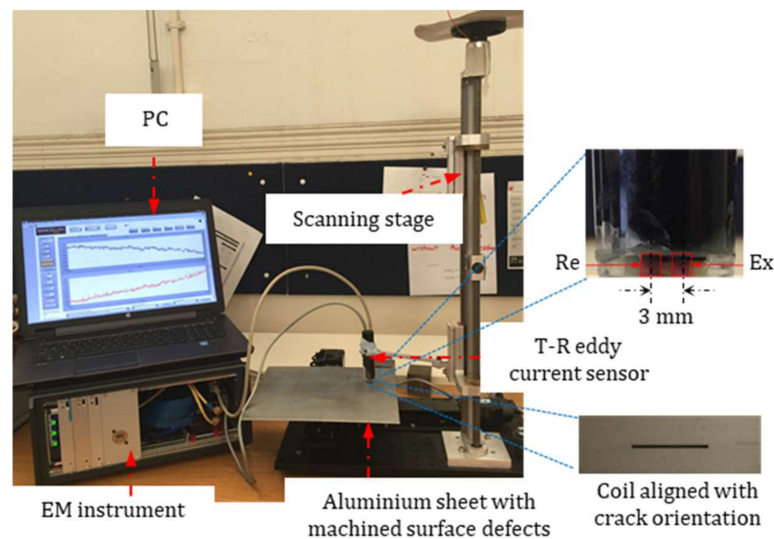 PC
Scanning stage
Re
Ex
3 mm
T-R eddy
current sensor
EM instrument
Aluminium sheet with
machined surface defects
Coil aligned with
crack orientation